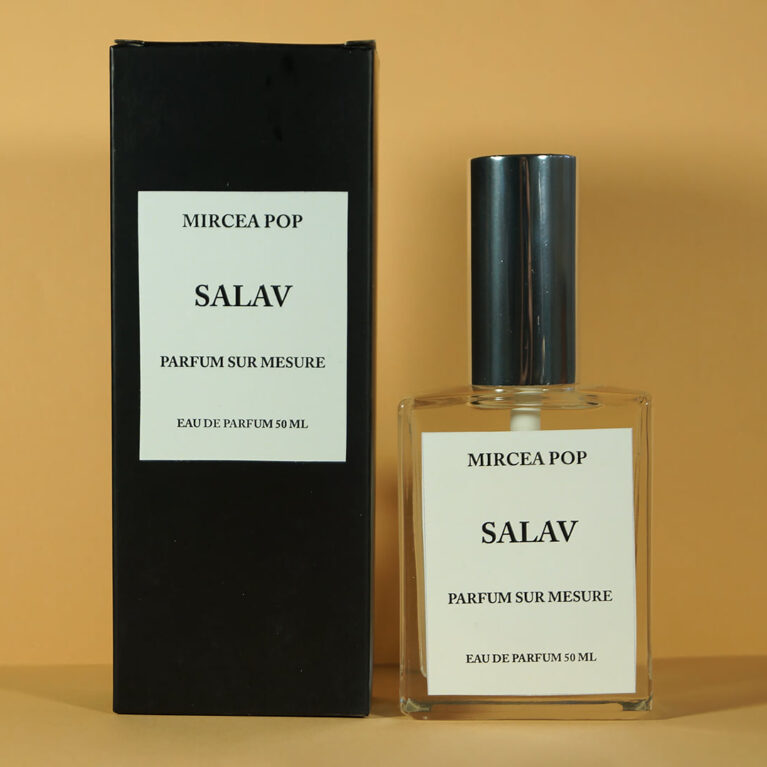 MIRCEA POP
SALAV
PARFUM SUR MESURE
EAU DE PARFUM 50 ML
MIRCEA POP
SALAV
PARFUM SUR MESURE
EAU DE PARFUM 50 ML